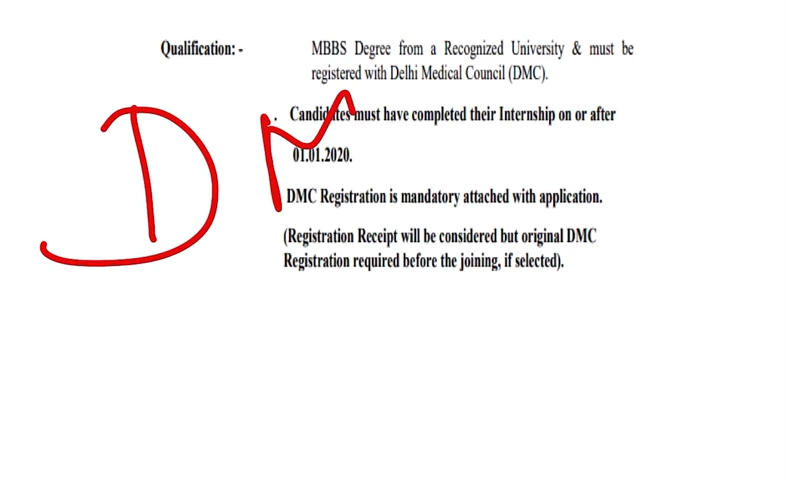 Qualification: - MBBS Degree from a Recognized University & must be
registered with Delhi Medical Council (DMC).
. Candidates must have completed their Internship on or after
01.01.2020.
DMC Registration is mandatory attached with application.
(Registration Receipt will be considered but original DMC
Registration required before the joining, if selected).